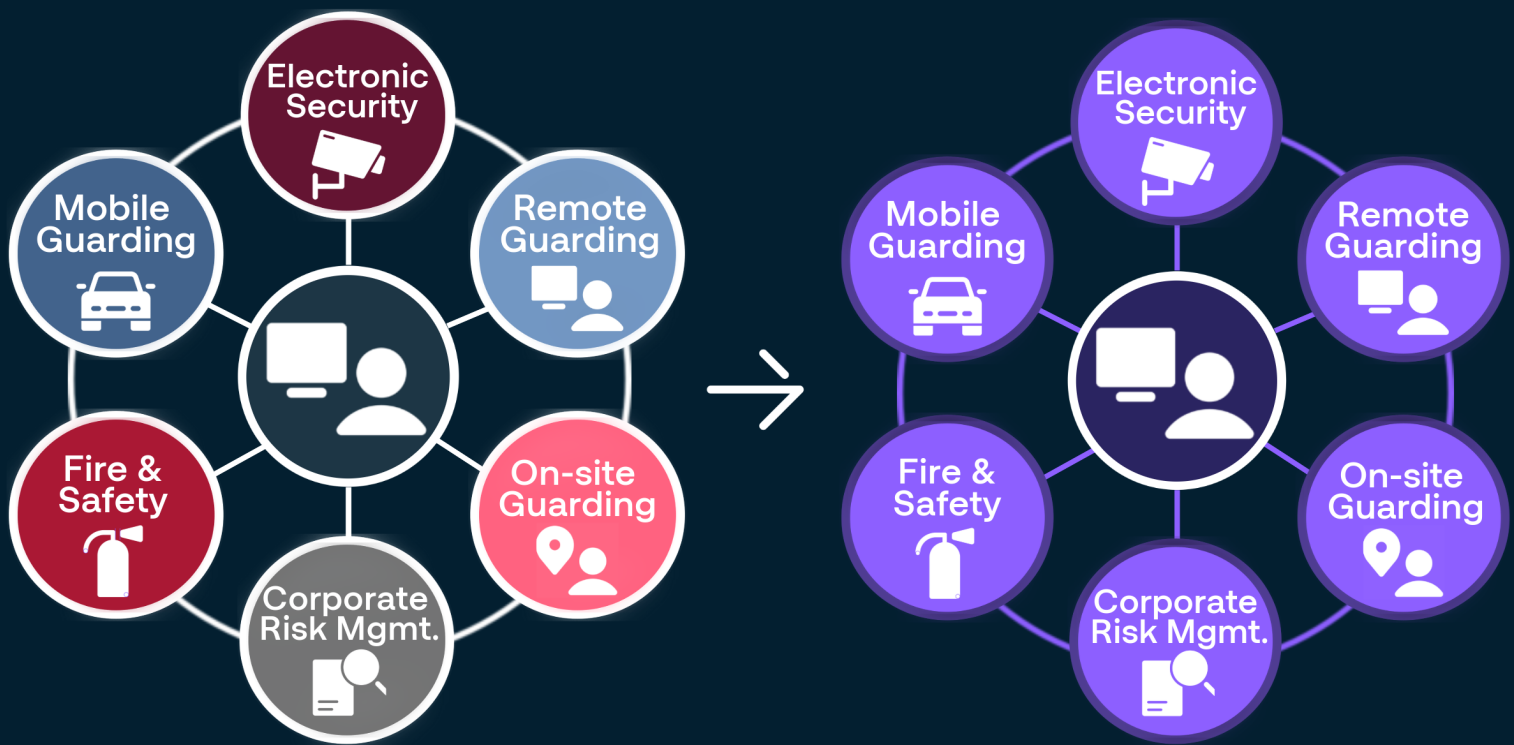 Electronic
Security
Mobile
Guarding
Remote
Guarding
Fire &
Safety
On-site
Guarding
Corporate
Risk Mgmt.
Electronic
Security
Mobile
Guarding
Remote
Guarding
Fire &
Safety
On-site
Guarding
Corporate
Risk Mgmt.